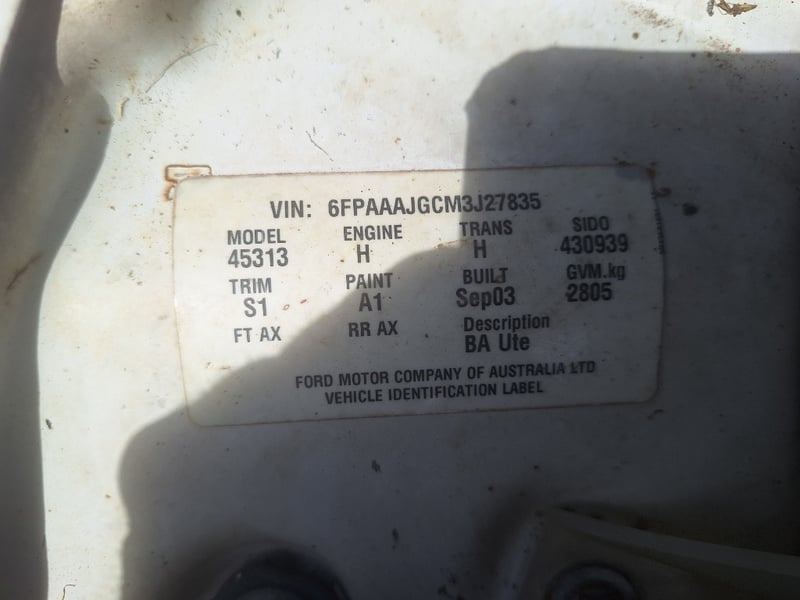 VIN: 6FPAAAJGCM3J27835
MODEL ENGINE TRANS SIDO
45313 H H 430939
TRIM PAINT BUILT GVM.kg
S1 A1 Sep03 2805
FT AX RR AX Description
BA Ute
FORD MOTOR COMPANY OF AUSTRALIA LTD
VEHICLE IDENTIFICATION LABEL